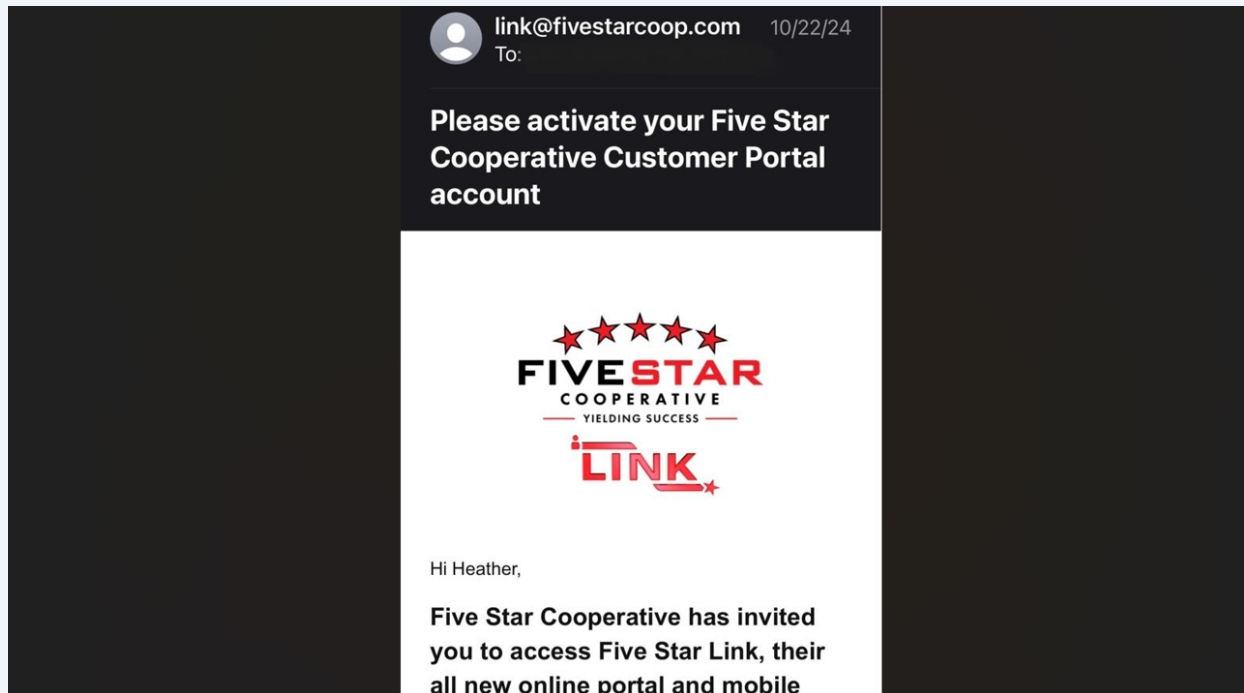 link@fivestarcoop.com 10/22/24
To:
Please activate your Five Star
Cooperative Customer Portal
account
FIVESTAR
COOPERATIVE
YIELDING SUCCESS
LINK
Hi Heather,
Five Star Cooperative has invited
you to access Five Star Link, their
all new online portal and mobile